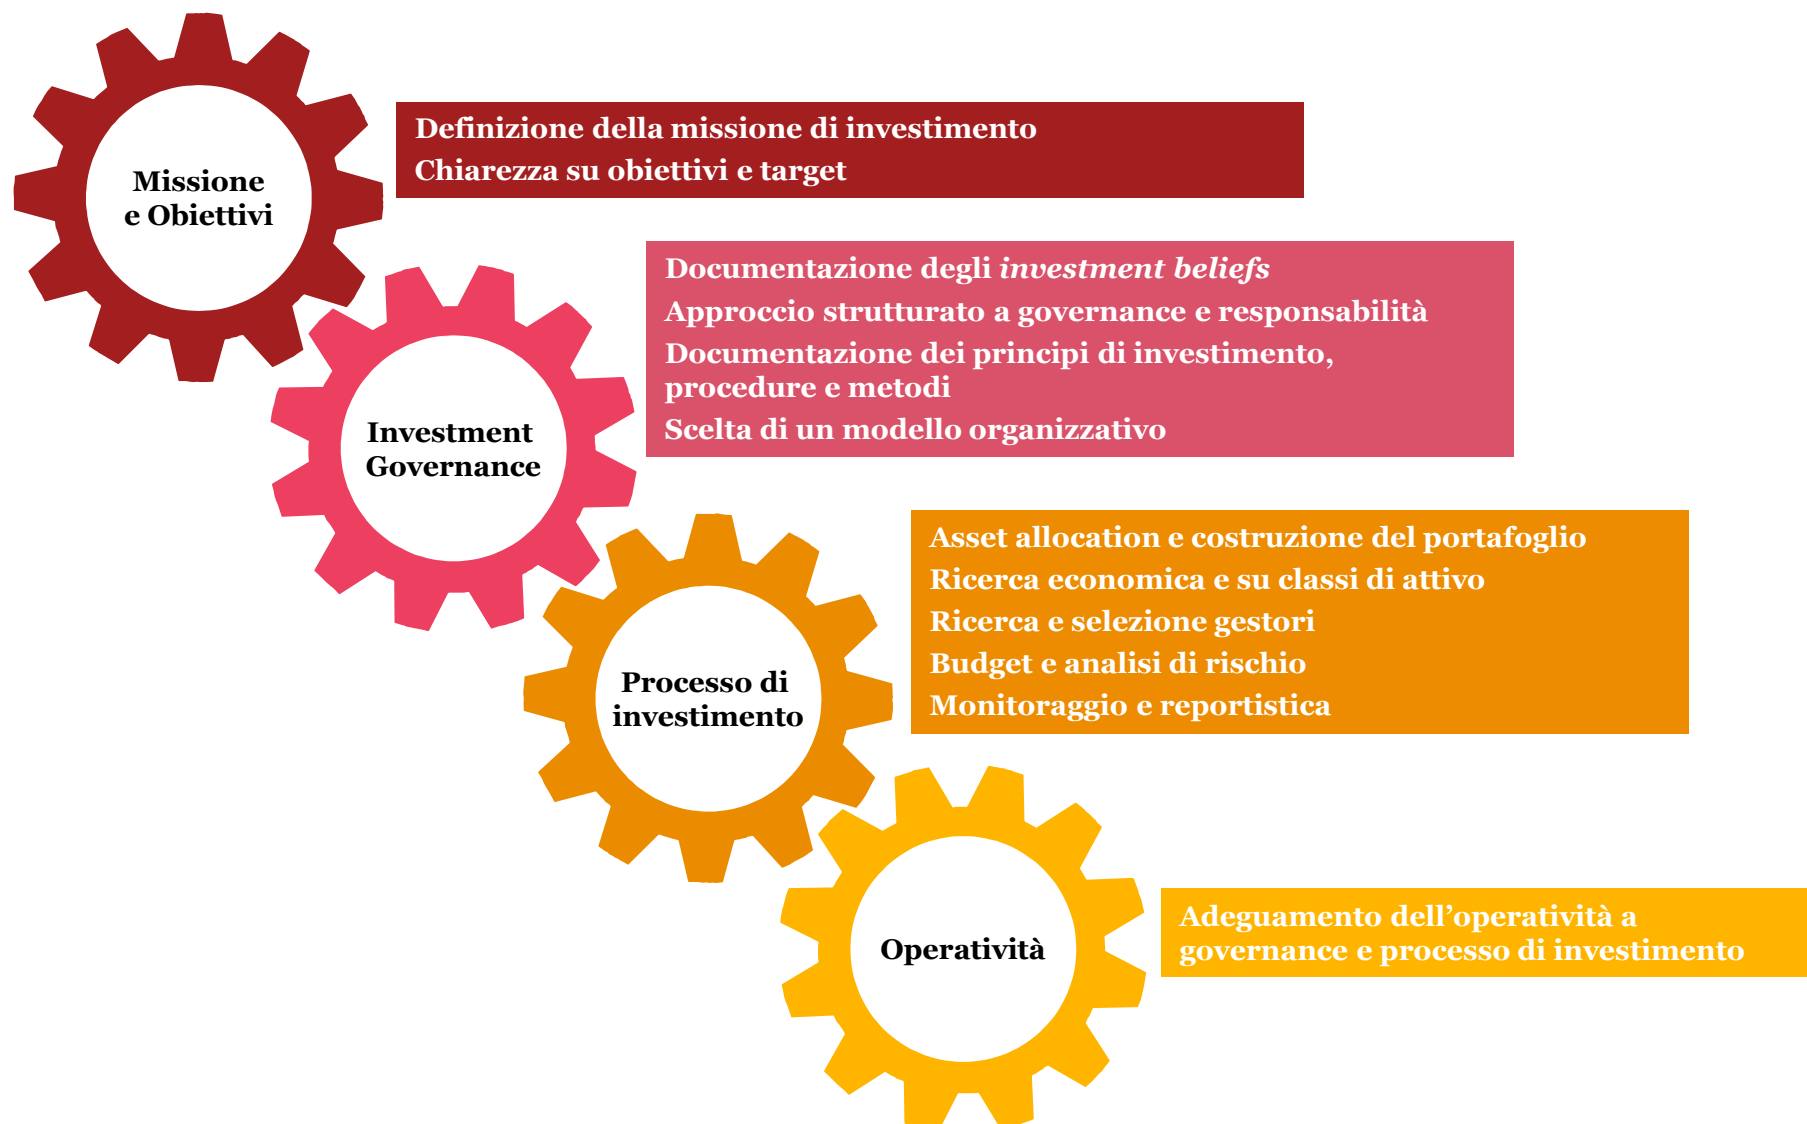 Missione
e Obiettivi
Definizione della missione di investimento
Chiarezza su obiettivi e target
Investment
Governance
Documentazione degli investment beliefs
Approccio strutturato a governance e responsabilità
Documentazione dei principi di investimento,
procedure e metodi
Scelta di un modello organizzativo
Processo di
investimento
Asset allocation e costruzione del portafoglio
Ricerca economica e su classi di attivo
Ricerca e selezione gestori
Budget e analisi di rischio
Monitoraggio e reportistica
Operatività
Adeguamento dell’operatività a
governance e processo di investimento